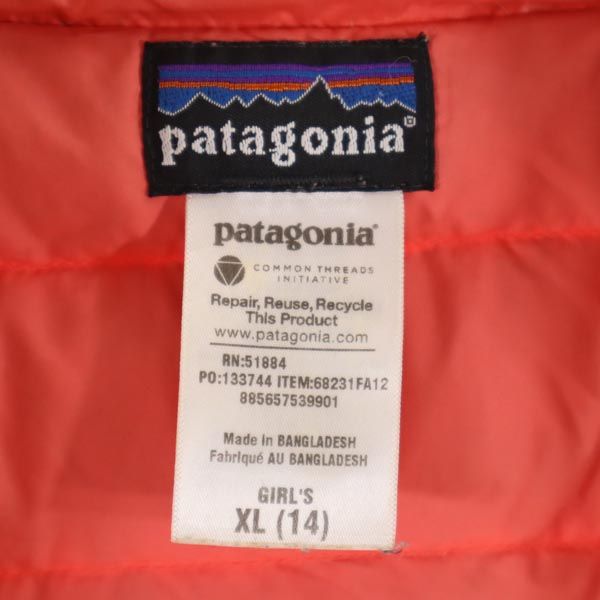 patagonia®
patagonia®
COMMON THREADS
INITIATIVE
Repair, Reuse, Recycle
This Product
www.patagonia.com
RN:51884
PO:133744 ITEM:68231FA12
885657539901
Made in BANGLADESH
Fabriqué AU BANGLADESH
GIRL'S
XL (14)